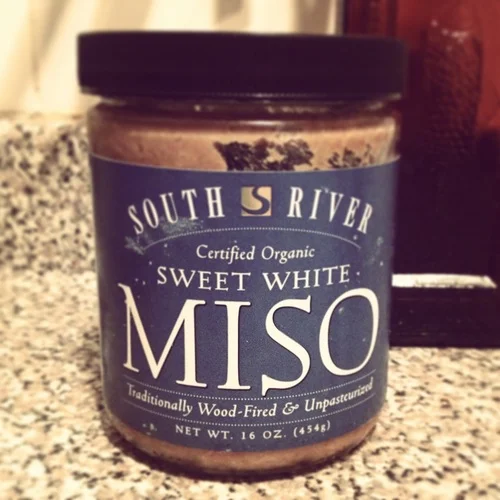 SOUTH S RIVER
Certified Organic
SWEET WHITE
MISO
Traditionally Wood-Fired & Unpasteurized
NET WT. 16 OZ. (454g)